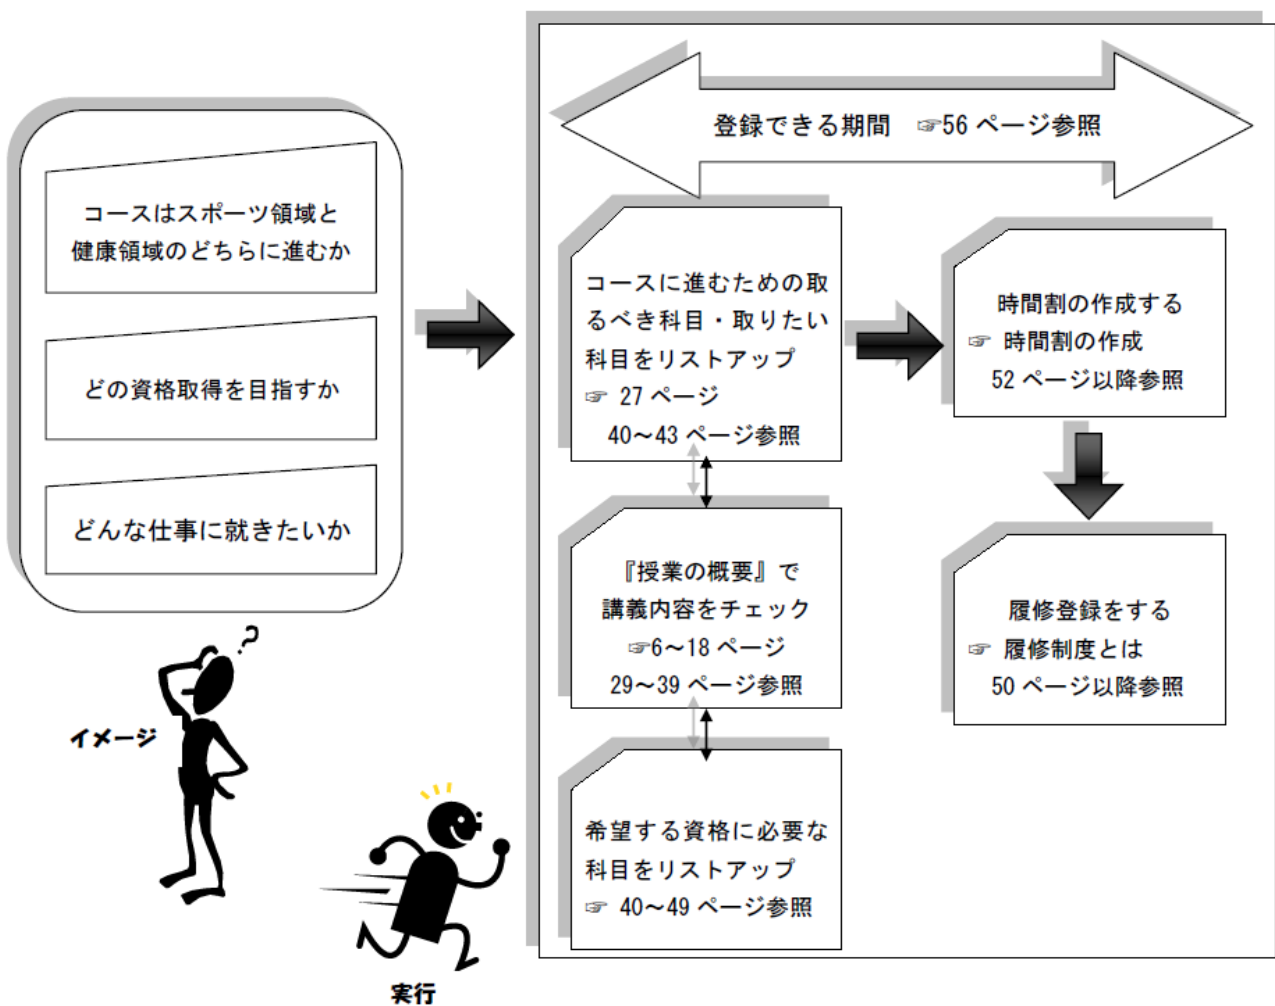 コースはスポーツ領域と
健康領域のどちらに進むか
どの資格取得を目指すか
どんな仕事に就きたいか
イメージ
実行
登録できる期間　☞56 ページ参照
コースに進むための取
るべき科目・取りたい
科目をリストアップ
☞ 27 ページ
40～43 ページ参照
『授業の概要』で
講義内容をチェック
☞6～18 ページ
29～39 ページ参照
希望する資格に必要な
科目をリストアップ
☞ 40～49 ページ参照
時間割の作成する
☞ 時間割の作成
52 ページ以降参照
履修登録をする
☞ 履修制度とは
50 ページ以降参照